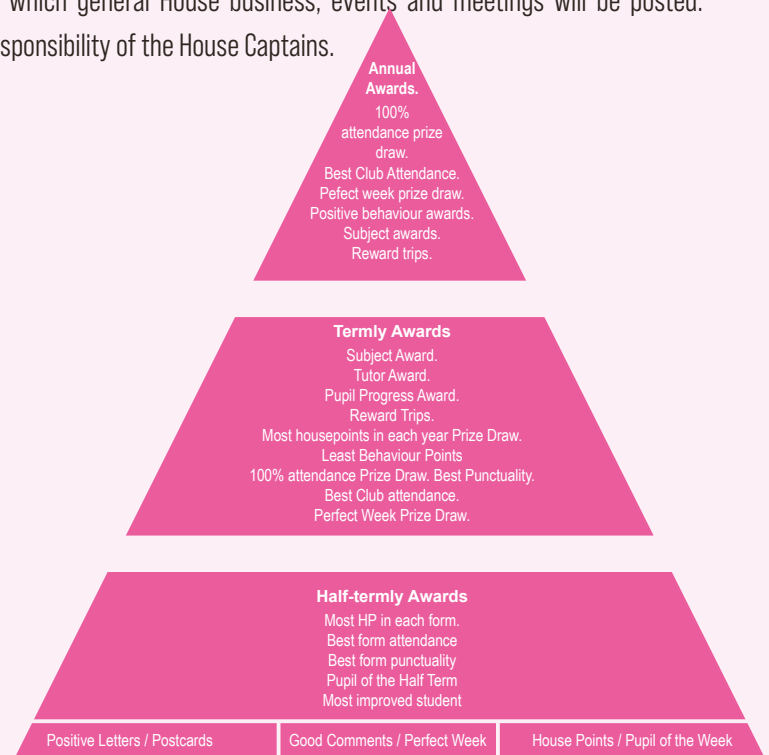 which general House business, events and meetings will be posted.
sponsibility of the House Captains.
Annual
Awards.
100%
attendance prize
draw.
Best Club Attendance.
Pefect week prize draw.
Positive behaviour awards.
Subject awards.
Reward trips.
Termly Awards
Subject Award.
Tutor Award.
Pupil Progress Award.
Reward Trips.
Most housepoints in each year Prize Draw.
Least Behaviour Points
100% attendance Prize Draw. Best Punctuality.
Best Club attendance.
Perfect Week Prize Draw.
Half-termly Awards
Most HP in each form.
Best form attendance
Best form punctuality
Pupil of the Half Term
Most improved student
Positive Letters / Postcards
Good Comments / Perfect Week
House Points / Pupil of the Week